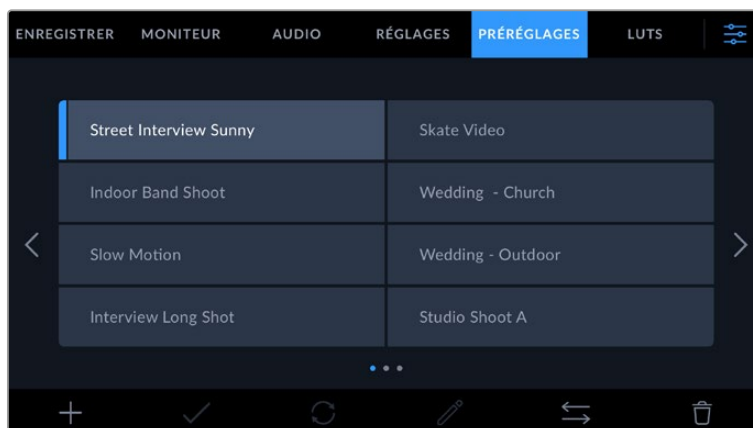 ENREGISTRER MONITEUR AUDIO RÉGLAGES PRÉRÉGLAGES LUTS
Street Interview Sunny
Skate Video
Indoor Band Shoot
Wedding - Church
Slow Motion
Wedding - Outdoor
Interview Long Shot
Studio Shoot A